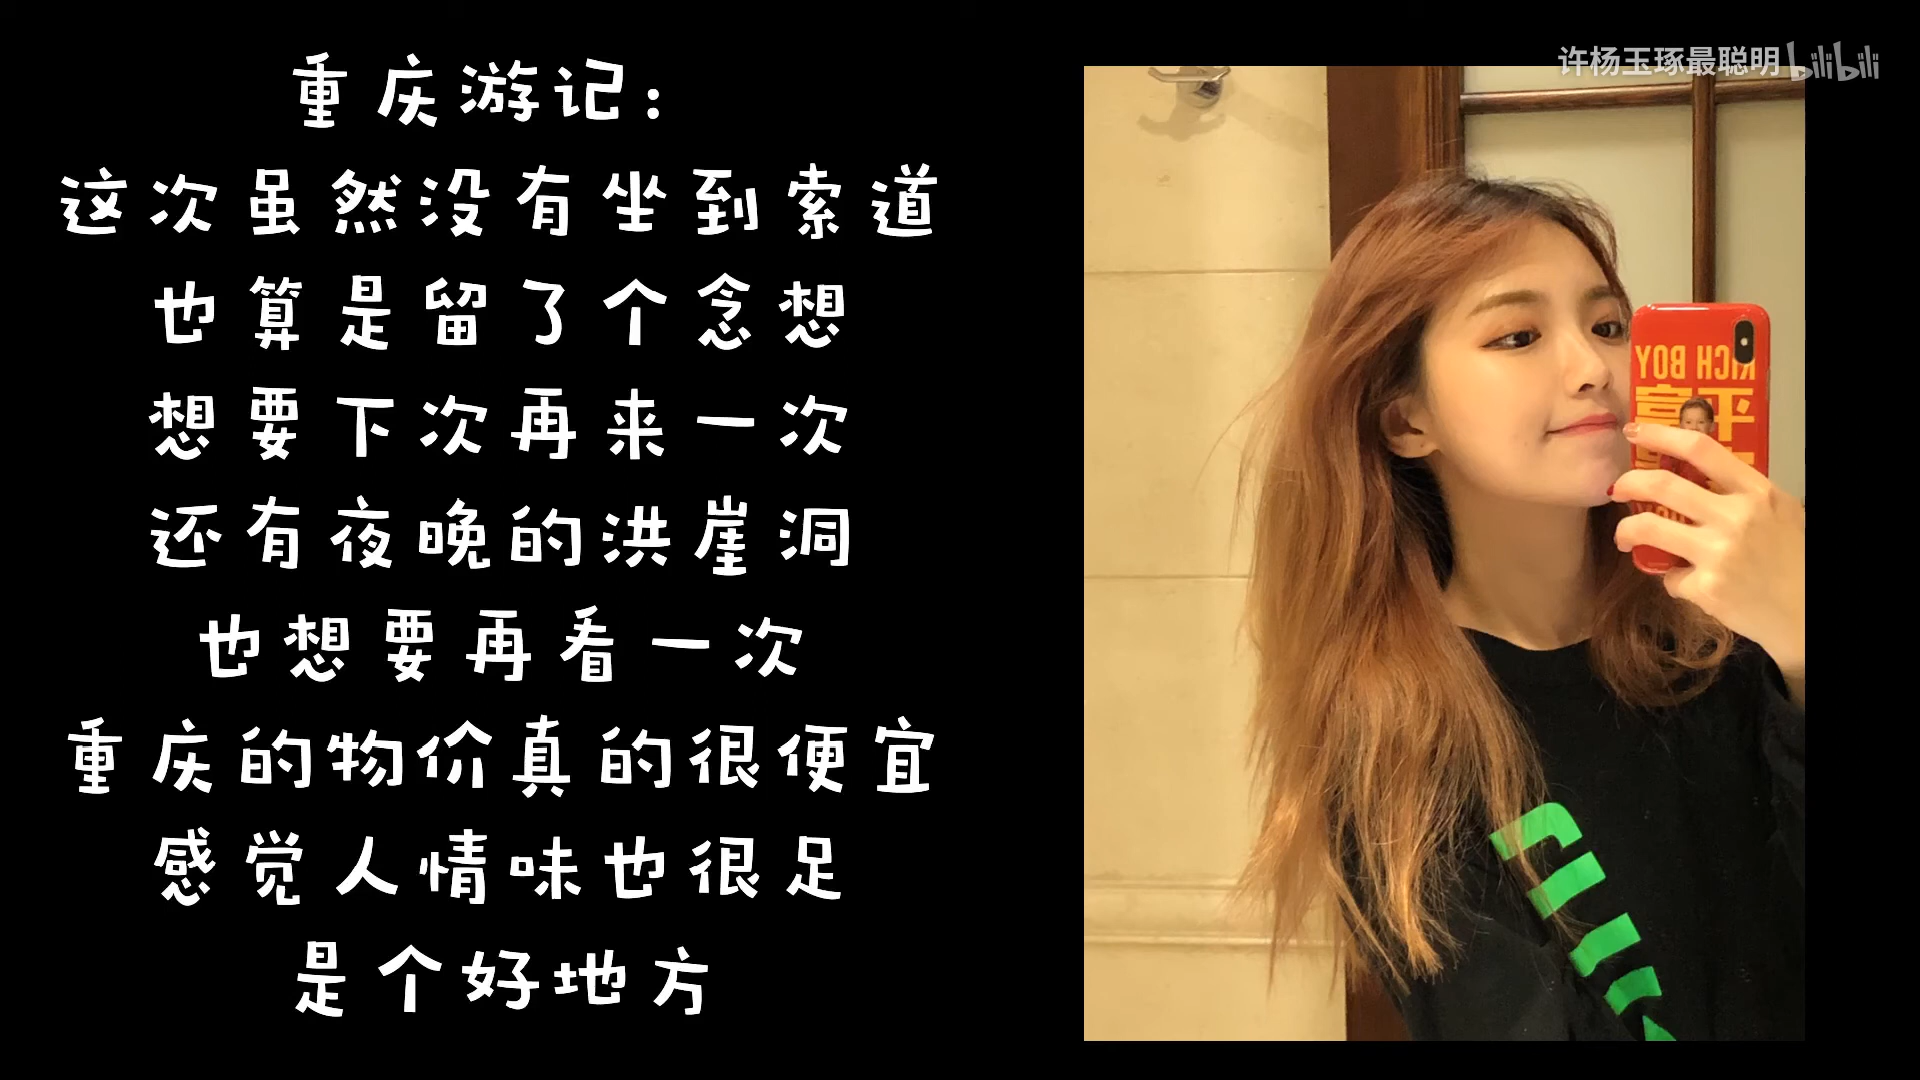 重庆游记:
这次虽然没有坐到索道
也算是留了个念想
想要下次再来一次
还有夜晚的洪崖洞
也想要再看一次
重庆的物价真的很便宜
感觉人情味也很足
是个好地方
许杨玉琢最聪明 bilibili
RICH BOY
平
富